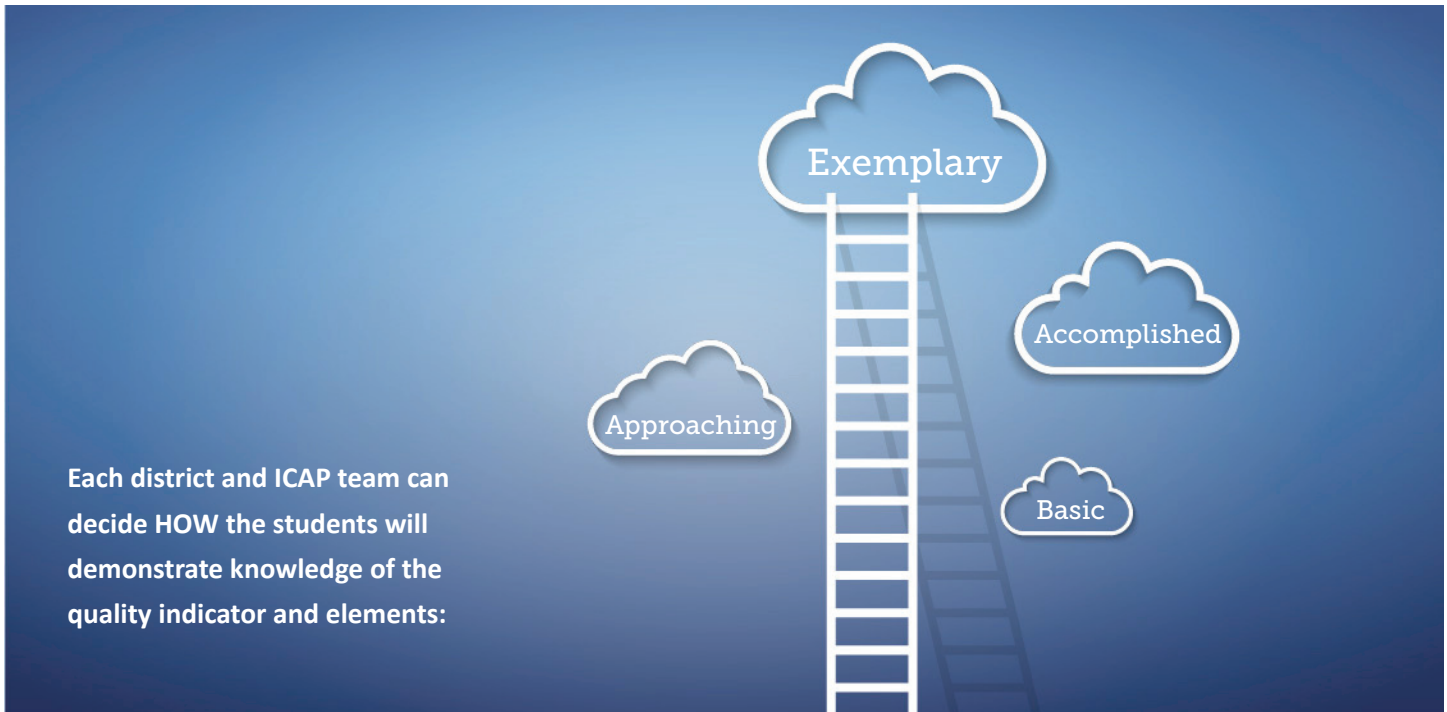 Exemplary
Accomplished
Approaching
Basic
Each district and ICAP team can
decide HOW the students will
demonstrate knowledge of the
quality indicator and elements: